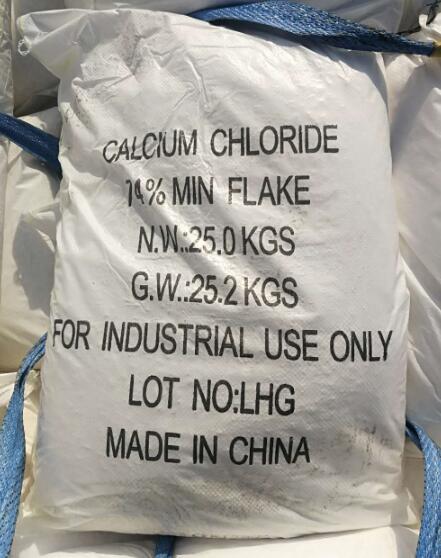 CALCIUM CHLORIDE
74% MIN FLAKE
N.W.:25.0 KGS
G.W.:25.2 KGS
FOR INDUSTRIAL USE ONLY
LOT NO:LHG
MADE IN CHINA